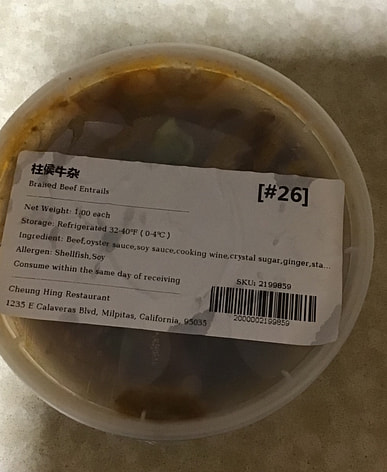 柱侯牛杂
Braised Beef Entrails
[#26]
Net Weight: 1.00 each
Storage: Refrigerated 32-40°F ( 0-4°C )
Ingredient: Beef,oyster sauce,soy sauce,cooking wine,crystal sugar,ginger,sta...
Allergen: Shellfish,Soy
Consume within the same day of receiving
SKU: 2199859
2000002199859
Cheung Hing Restaurant
1235 E Calaveras Blvd, Milpitas, California, 95035